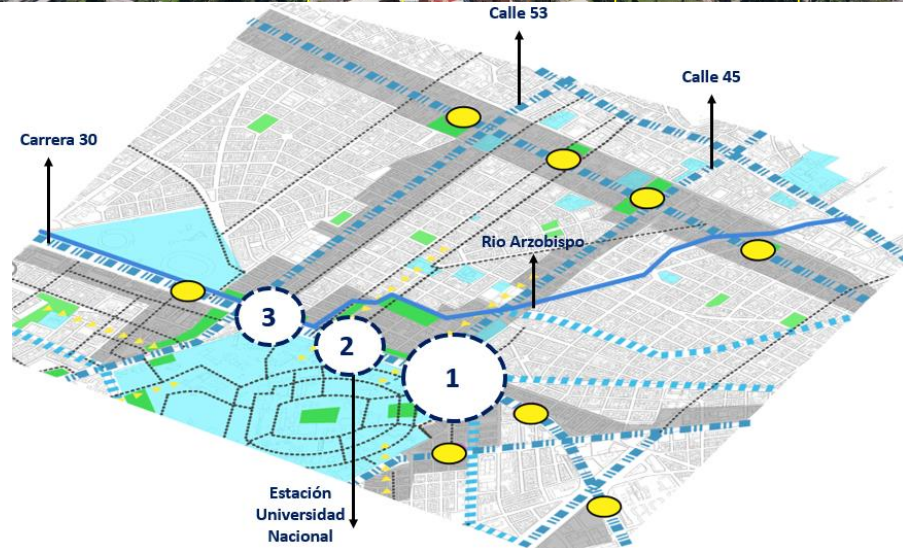 Calle 53
Calle 45
Carrera 30
Rio Arzobispo
3
2
1
Estación
Universidad
Nacional